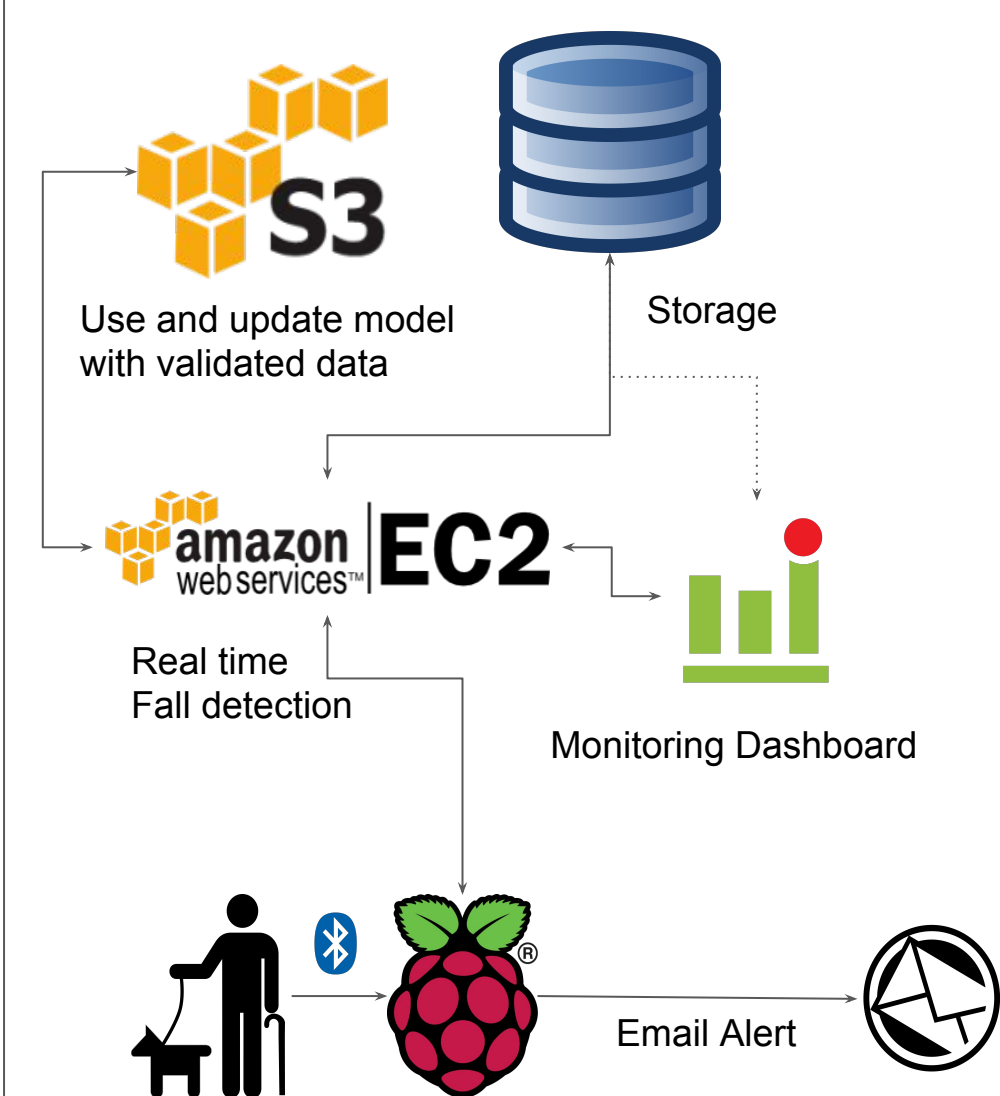 S3
Use and update model
with validated data
Storage
amazon
web services™
EC2
Real time
Fall detection
Monitoring Dashboard
®
Email Alert